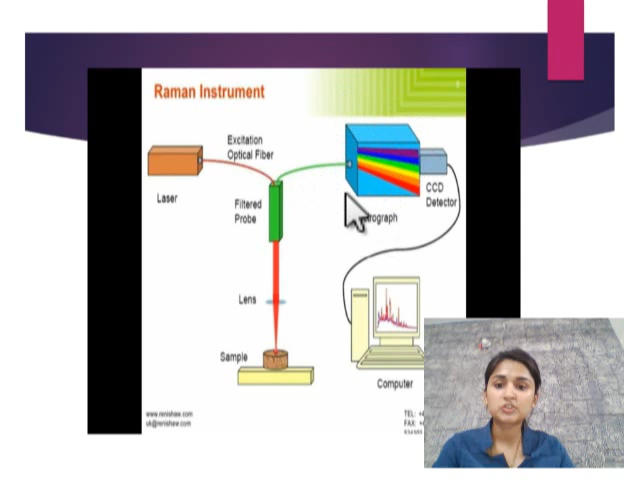 Raman Instrument
Excitation
Optical Fiber
Laser
Filtered
Probe
CCD
Detector
Lens
Sample
Computer
www.renishaw.com
uk@renishaw.com
TEL:
FAX: